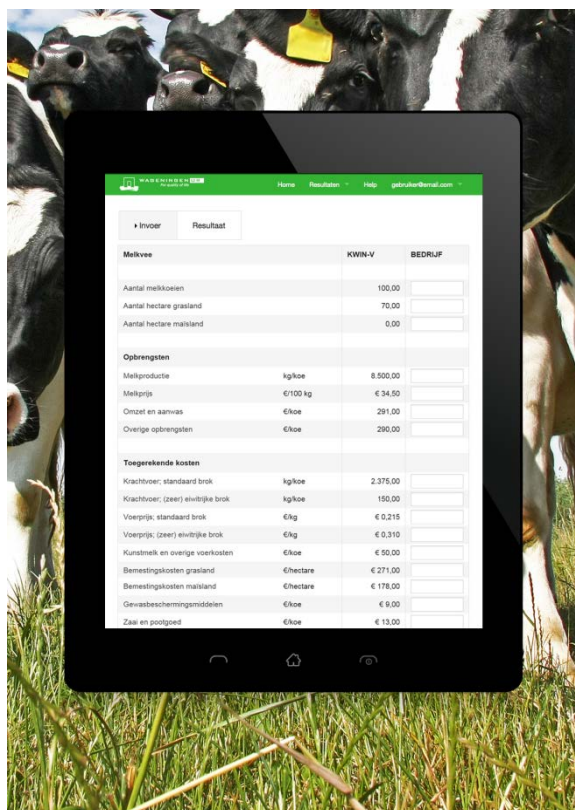 WAGENINGEN UR
For quality of life
Home Resultaten Help gebruiker@email.com
Invoer Resultaat
Melkvee KWIN-V BEDRIJF
Aantal melkkoeien 100,00
Aantal hectare grasland 70,00
Aantal hectare maïsland 0,00
Opbrengsten
Melkproductie kg/koe 8.500,00
Melkprijs €/100 kg € 34,50
Omzet en aanwas €/koe 291,00
Overige opbrengsten €/koe 290,00
Toegerekende kosten
Krachtvoer; standaard brok kg/koe 2.375,00
Krachtvoer; (zeer) eiwitrijke brok kg/koe 150,00
Voerprijs; standaard brok €/kg € 0,215
Voerprijs; (zeer) eiwitrijke brok €/kg € 0,310
Kunstmelk en overige voerkosten €/koe € 50,00
Bemestingskosten grasland €/hectare € 271,00
Bemestingskosten maïsland €/hectare € 178,00
Gewasbeschermingsmiddelen €/koe € 9,00
Zaai en pootgoed €/koe € 13,00